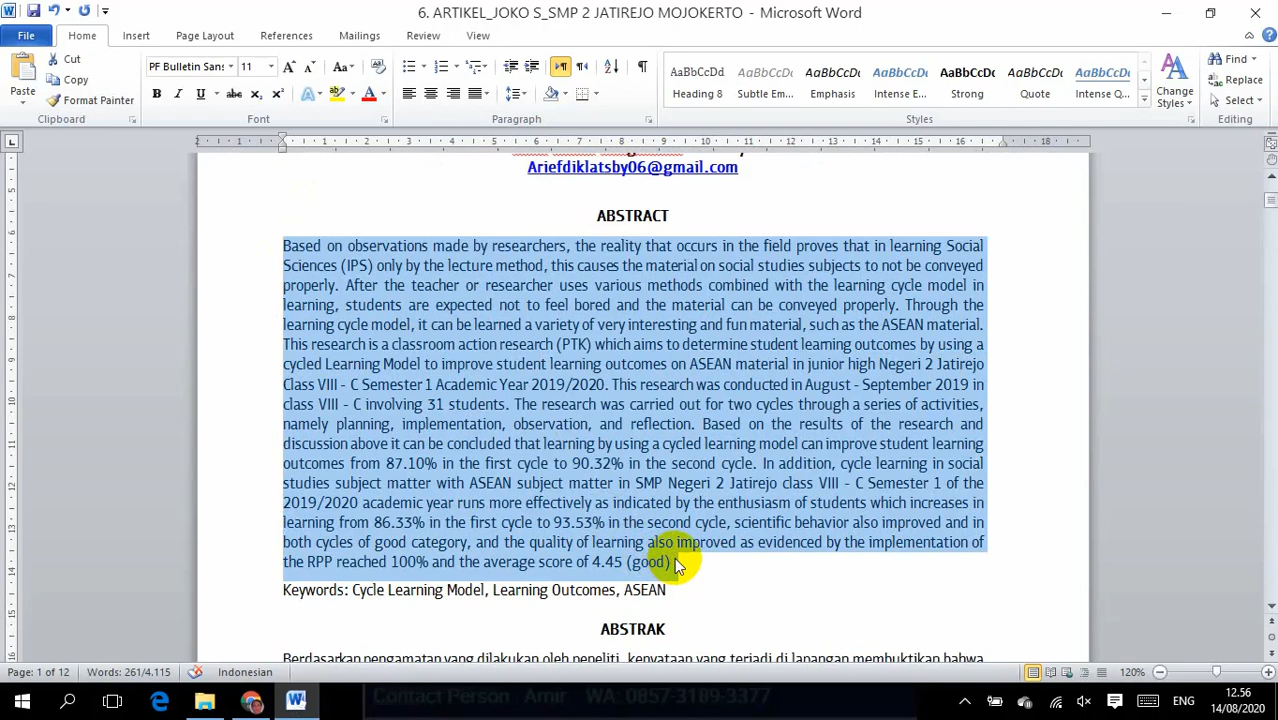 6. ARTIKEL_JOKO S_SMP 2 JATIREJO MOJOKERTO - Microsoft Word
File Home Insert Page Layout References Mailings Review View
Cut
Copy
Format Painter
Paste
PF Bulletin Sans 11
AaBbCcDd AaBbCcDd AaBbCcDd AaBbCcDd AaBbCcDd AaBbCcDd AaBbCcDd
Heading 8 Subtle Em... Emphasis Intense E... Strong Quote Intense Q...
Change Styles
Find
Replace
Select
Clipboard Font Paragraph Styles Editing
2 1 2 3 4 5 6 7 8 9 10 11 12 13 14 15 16 18
Ariefdiklatsby06@gmail.com
ABSTRACT
Based on observations made by researchers, the reality that occurs in the field proves that in learning Social
Sciences (IPS) only by the lecture method, this causes the material on social studies subjects to not be conveyed
properly. After the teacher or researcher uses various methods combined with the learning cycle model in
learning, students are expected not to feel bored and the material can be conveyed properly. Through the
learning cycle model, it can be learned a variety of very interesting and fun material, such as the ASEAN material.
This research is a classroom action research (PTK) which aims to determine student learning outcomes by using a
cycled Learning Model to improve student learning outcomes on ASEAN material in junior high Negeri 2 Jatirejo
Class VIII - C Semester 1 Academic Year 2019/2020. This research was conducted in August - September 2019 in
class VIII - C involving 31 students. The research was carried out for two cycles through a series of activities,
namely planning, implementation, observation, and reflection. Based on the results of the research and
discussion above it can be concluded that learning by using a cycled learning model can improve student learning
outcomes from 87.10% in the first cycle to 90.32% in the second cycle. In addition, cycle learning in social
studies subject matter with ASEAN subject matter in SMP Negeri 2 Jatirejo class VIII - C Semester 1 of the
2019/2020 academic year runs more effectively as indicated by the enthusiasm of students which increases in
learning from 86.33% in the first cycle to 93.53% in the second cycle, scientific behavior also improved and in
both cycles of good category, and the quality of learning also improved as evidenced by the implementation of
the RPP reached 100% and the average score of 4.45 (good)
Keywords: Cycle Learning Model, Learning Outcomes, ASEAN
ABSTRAK
Berdasarkan pengamatan yang dilakukan oleh peneliti, kenyataan yang terjadi di lapangan membuktikan bahwa
Page: 1 of 12 Words: 261/4.115 Indonesian 120%
Contact Person Amir WA: 0857-3189-3377
ENG
12.56
14/08/2020